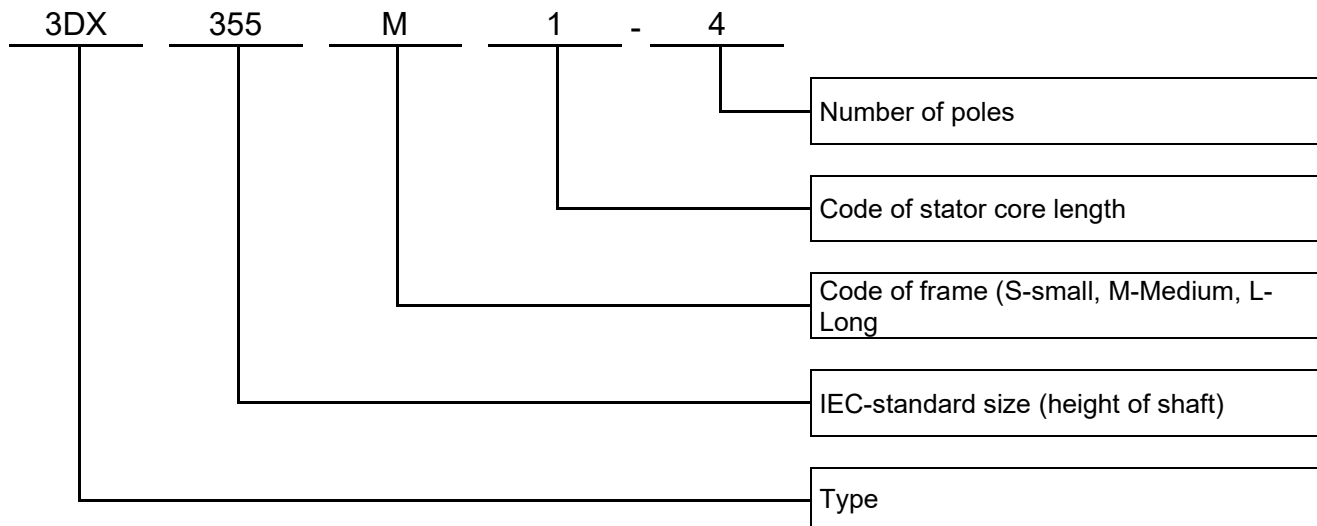 3DX 355 M 1 - 4
Number of poles
Code of stator core length
Code of frame (S-small, M-Medium, L-
Long
IEC-standard size (height of shaft)
Type